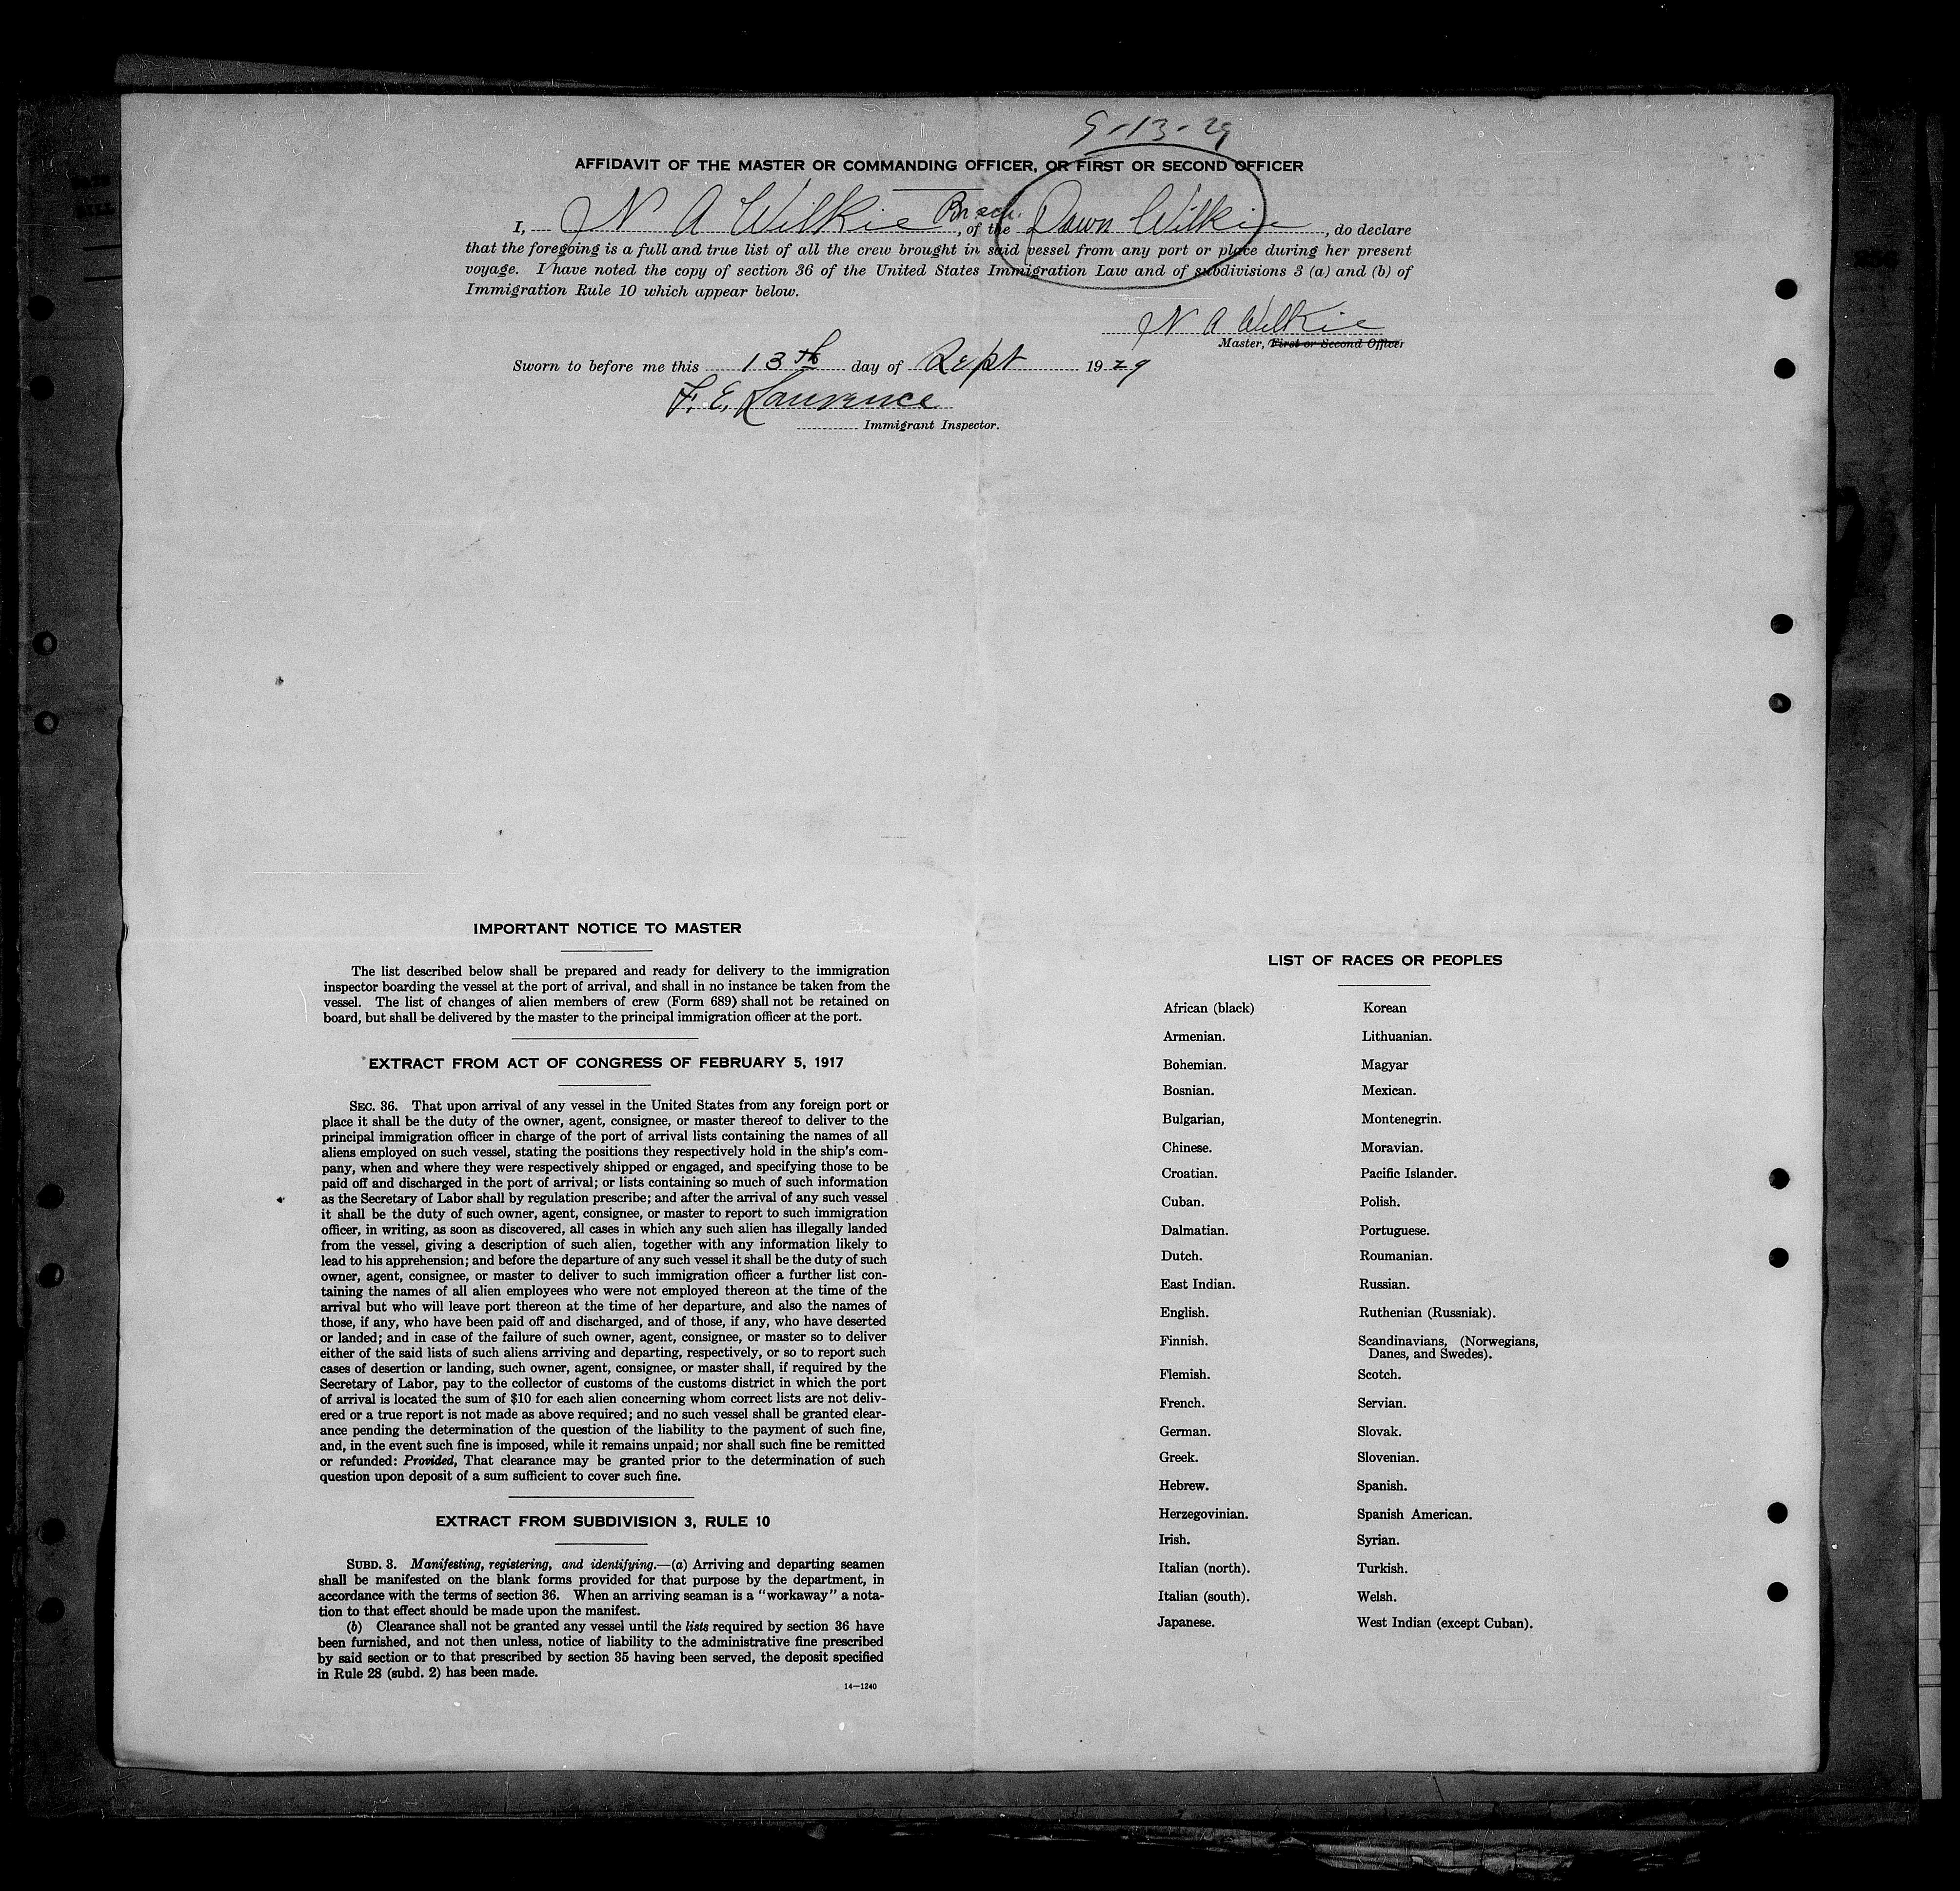 9-13-29
AFFIDAVIT OF THE MASTER OR COMMANDING OFFICER, OR FIRST OR SECOND OFFICER
I, N A Wilkie, of the Br sch. Dawn Wilkie, do declare
that the foregoing is a full and true list of all the crew brought in said vessel from any port or place during her present
voyage. I have noted the copy of section 36 of the United States Immigration Law and of subdivisions 3 (a) and (b) of
Immigration Rule 10 which appear below.
N A Wilkie
Master, First or Second Officer
Sworn to before me this 13th day of Sept 1929
F. E. Laurence
Immigrant Inspector.
IMPORTANT NOTICE TO MASTER
The list described below shall be prepared and ready for delivery to the immigration
inspector boarding the vessel at the port of arrival, and shall in no instance be taken from the
vessel. The list of changes of alien members of crew (Form 689) shall not be retained on
board, but shall be delivered by the master to the principal immigration officer at the port.
EXTRACT FROM ACT OF CONGRESS OF FEBRUARY 5, 1917
SEC. 36. That upon arrival of any vessel in the United States from any foreign port or
place it shall be the duty of the owner, agent, consignee, or master thereof to deliver to the
principal immigration officer in charge of the port of arrival lists containing the names of all
aliens employed on such vessel, stating the positions they respectively hold in the ship's com-
pany, when and where they were respectively shipped or engaged, and specifying those to be
paid off and discharged in the port of arrival; or lists containing so much of such information
as the Secretary of Labor shall by regulation prescribe; and after the arrival of any such vessel
it shall be the duty of such owner, agent, consignee, or master to report to such immigration
officer, in writing, as soon as discovered, all cases in which any such alien has illegally landed
from the vessel, giving a description of such alien, together with any information likely to
lead to his apprehension; and before the departure of any such vessel it shall be the duty of such
owner, agent, consignee, or master to deliver to such immigration officer a further list con-
taining the names of all alien employees who were not employed thereon at the time of the
arrival but who will leave port thereon at the time of her departure, and also the names of
those, if any, who have been paid off and discharged, and of those, if any, who have deserted
or landed; and in case of the failure of such owner, agent, consignee, or master so to deliver
either of the said lists of such aliens arriving and departing, respectively, or so to report such
cases of desertion or landing, such owner, agent, consignee, or master shall, if required by the
Secretary of Labor, pay to the collector of customs of the customs district in which the port
of arrival is located the sum of $10 for each alien concerning whom correct lists are not deliv-
ered or a true report is not made as above required; and no such vessel shall be granted clear-
ance pending the determination of the question of the liability to the payment of such fine,
and, in the event such fine is imposed, while it remains unpaid; nor shall such fine be remitted
or refunded: Provided, That clearance may be granted prior to the determination of such
question upon deposit of a sum sufficient to cover such fine.
EXTRACT FROM SUBDIVISION 3, RULE 10
SUBD. 3. Manifesting, registering, and identifying.—(a) Arriving and departing seamen
shall be manifested on the blank forms provided for that purpose by the department, in
accordance with the terms of section 36. When an arriving seaman is a "workaway" a nota-
tion to that effect should be made upon the manifest.
(b) Clearance shall not be granted any vessel until the lists required by section 36 have
been furnished, and not then unless, notice of liability to the administrative fine prescribed
by said section or to that prescribed by section 35 having been served, the deposit specified
in Rule 28 (subd. 2) has been made.
14—1240
LIST OF RACES OR PEOPLES
African (black)
Armenian.
Bohemian.
Bosnian.
Bulgarian,
Chinese.
Croatian.
Cuban.
Dalmatian.
Dutch.
East Indian.
English.
Finnish.
Flemish.
French.
German.
Greek.
Hebrew.
Herzegovinian.
Irish.
Italian (north).
Italian (south).
Japanese.
Korean
Lithuanian.
Magyar
Mexican.
Montenegrin.
Moravian.
Pacific Islander.
Polish.
Portuguese.
Roumanian.
Russian.
Ruthenian (Russniak).
Scandinavians, (Norwegians,
Danes, and Swedes).
Scotch.
Servian.
Slovak.
Slovenian.
Spanish.
Spanish American.
Syrian.
Turkish.
Welsh.
West Indian (except Cuban).